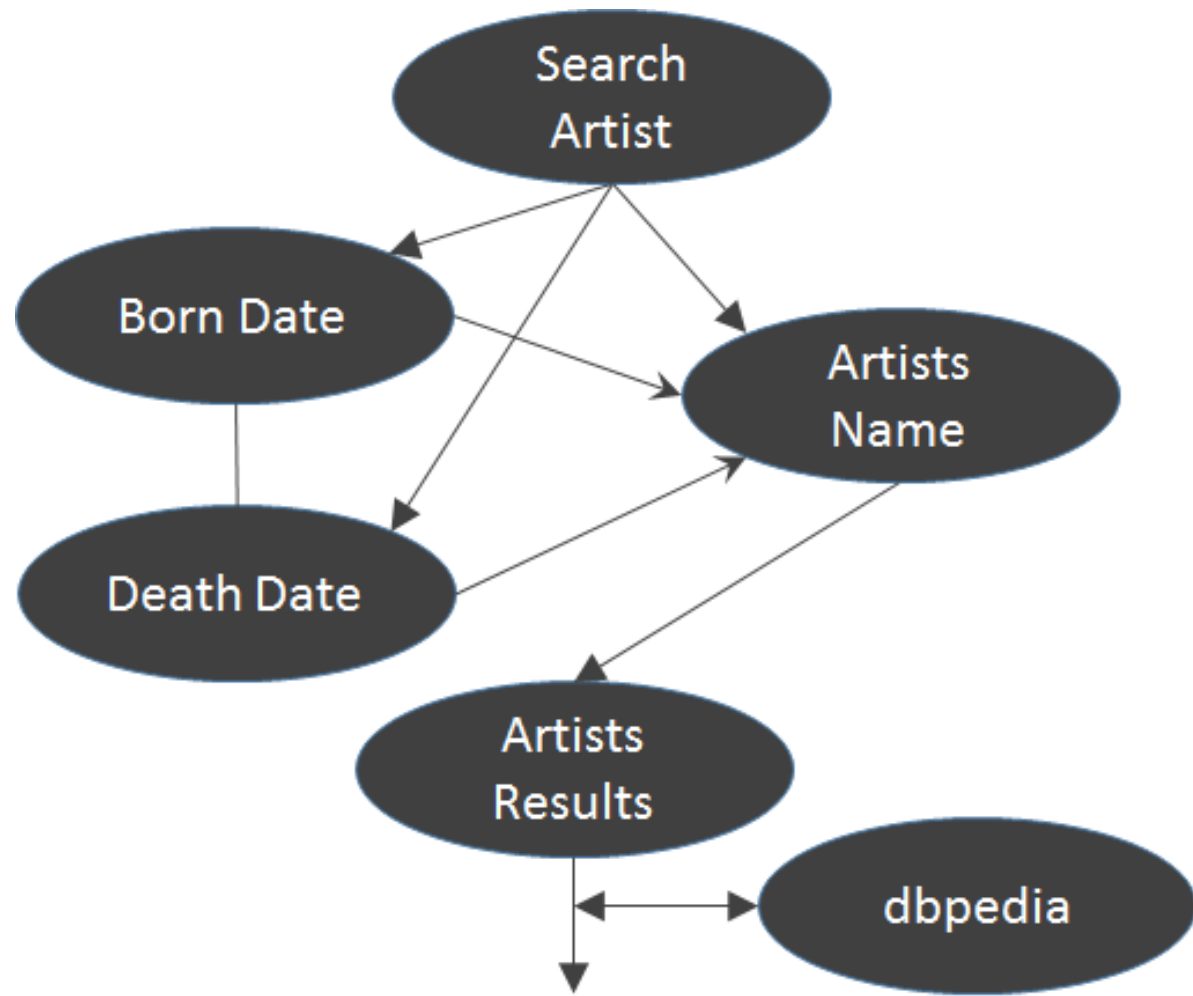 Search
Artist
Born Date
Artists
Name
Death Date
Artists
Results
dbpedia